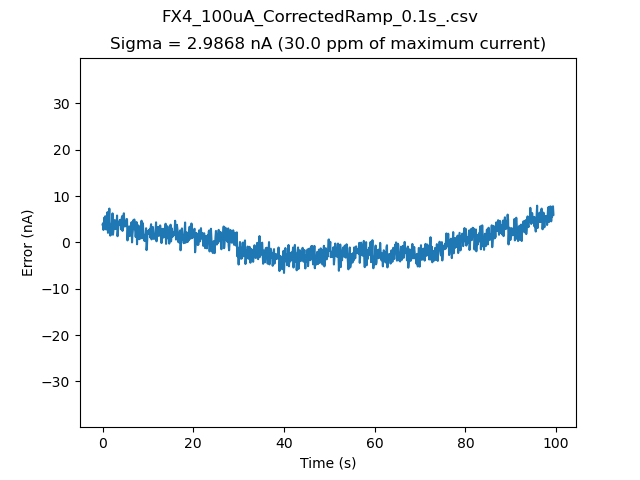 FX4_100uA_CorrectedRamp_0.1s_.csv
Sigma = 2.9868 nA (30.0 ppm of maximum current)
Error (nA)
30
20
10
0
−10
−20
−30
0 20 40 60 80 100
Time (s)